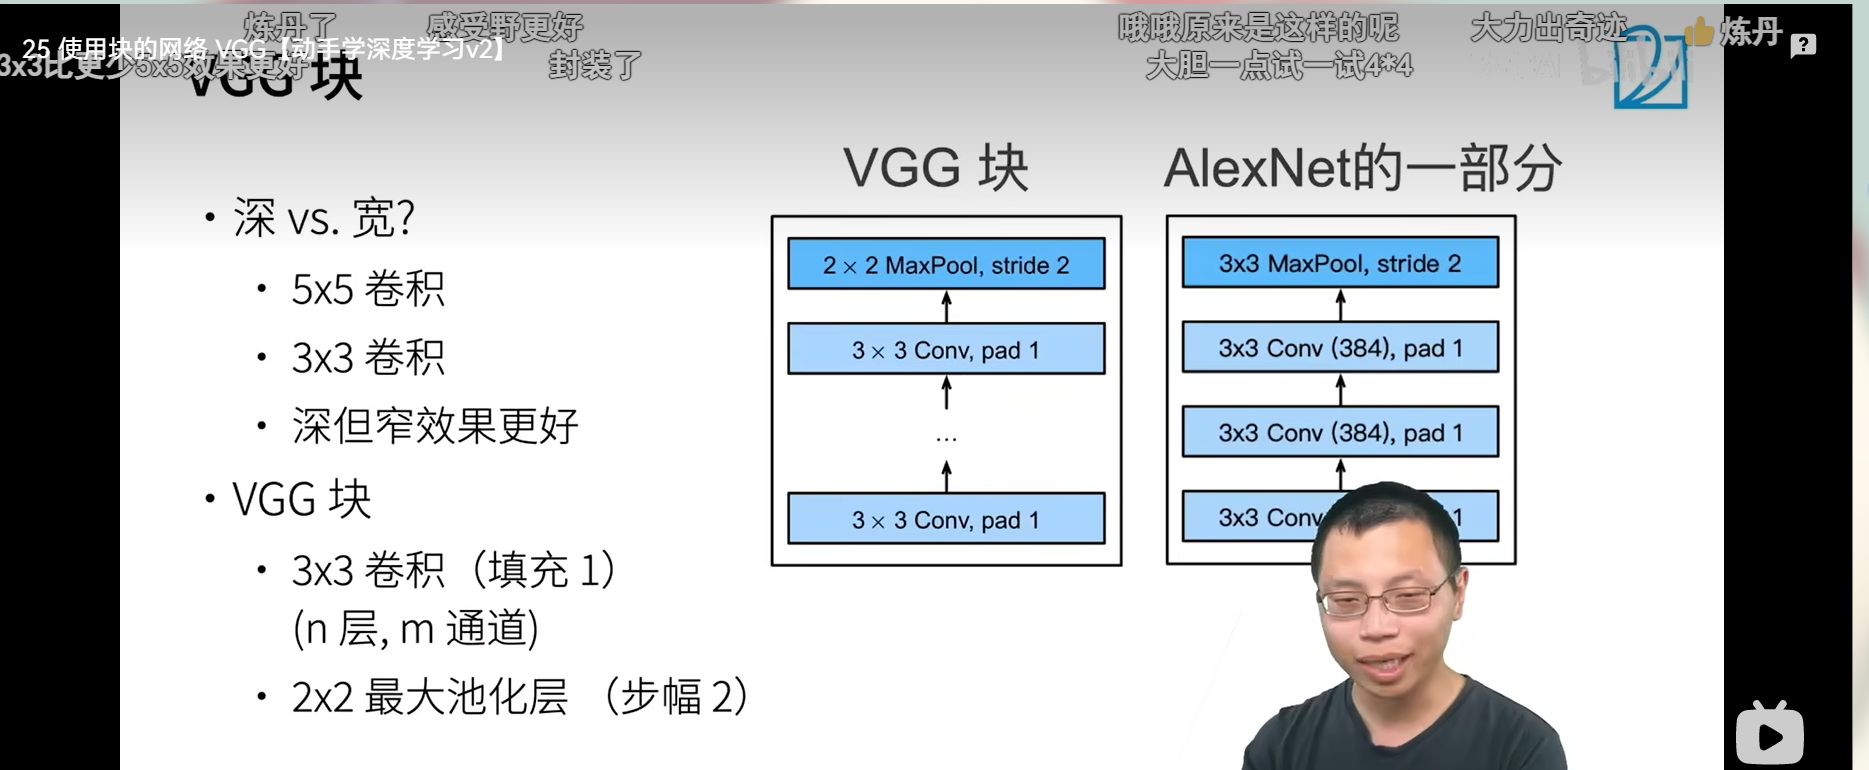 炼丹了
感受野更好
哦哦原来是这样的呢
大力出奇迹
炼丹
25 使用块的网络 VGG【动手学深度学习v2】
3x3比更少5x5效果更好
封装了
大胆一点试一试4*4
VGG 块
VGG 块
AlexNet的一部分
• 深 vs. 宽?
• 5x5 卷积
• 3x3 卷积
• 深但窄效果更好
• VGG 块
• 3x3 卷积（填充 1）
(n 层, m 通道)
• 2x2 最大池化层 （步幅 2）
2 × 2 MaxPool, stride 2
3 × 3 Conv, pad 1
...
3 × 3 Conv, pad 1
3x3 MaxPool, stride 2
3x3 Conv (384), pad 1
3x3 Conv (384), pad 1
3x3 Conv
1